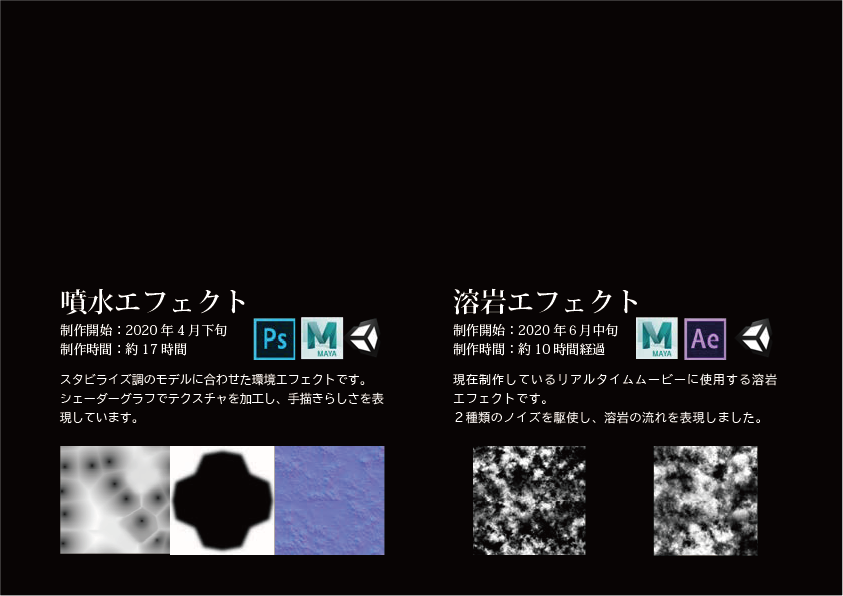 噴水エフェクト
制作開始：2020 年 4 月下旬
制作時間：約 17 時間
Ps
MAYA
スタビライズ調のモデルに合わせた環境エフェクトです。
シェーダーグラフでテクスチャを加工し、手描きらしさを表
現しています。
溶岩エフェクト
制作開始：2020 年 6 月中旬
制作時間：約 10 時間経過
MAYA
Ae
現在制作しているリアルタイムムービーに使用する溶岩
エフェクトです。
２種類のノイズを駆使し、溶岩の流れを表現しました。